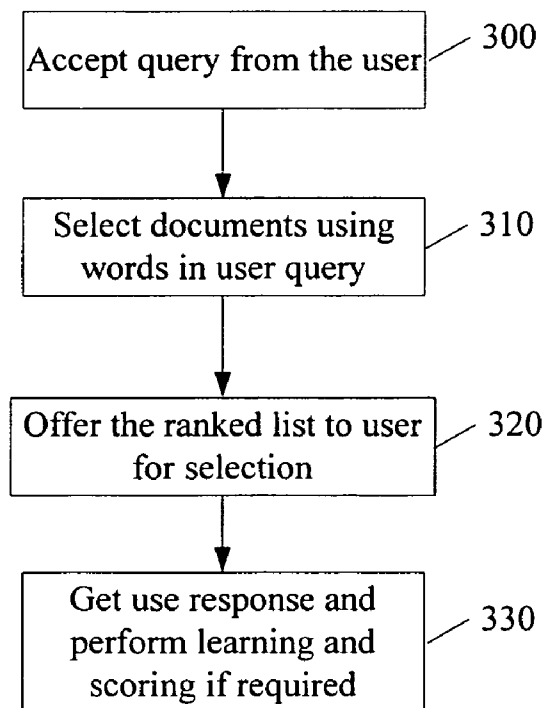 Accept query from the user
300
Select documents using
words in user query
310
Offer the ranked list to user
for selection
320
Get use response and
perform learning and
scoring if required
330